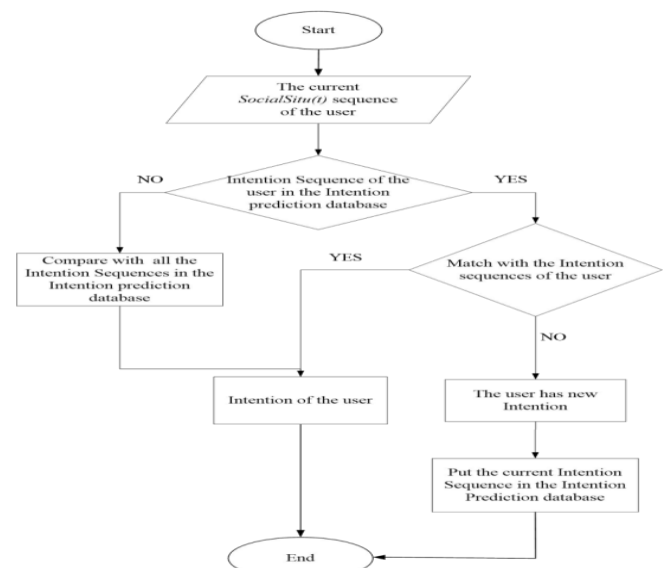 Start
The current
SocialSitu(t) sequence
of the user
NO
Intention Sequence of the
user in the Intention
prediction database
YES
Compare with all the
Intention Sequences in the
Intention prediction
database
YES
Match with the Intention
sequences of the user
NO
Intention of the user
The user has new
Intention
Put the current Intention
Sequence in the Intention
Prediction database
End